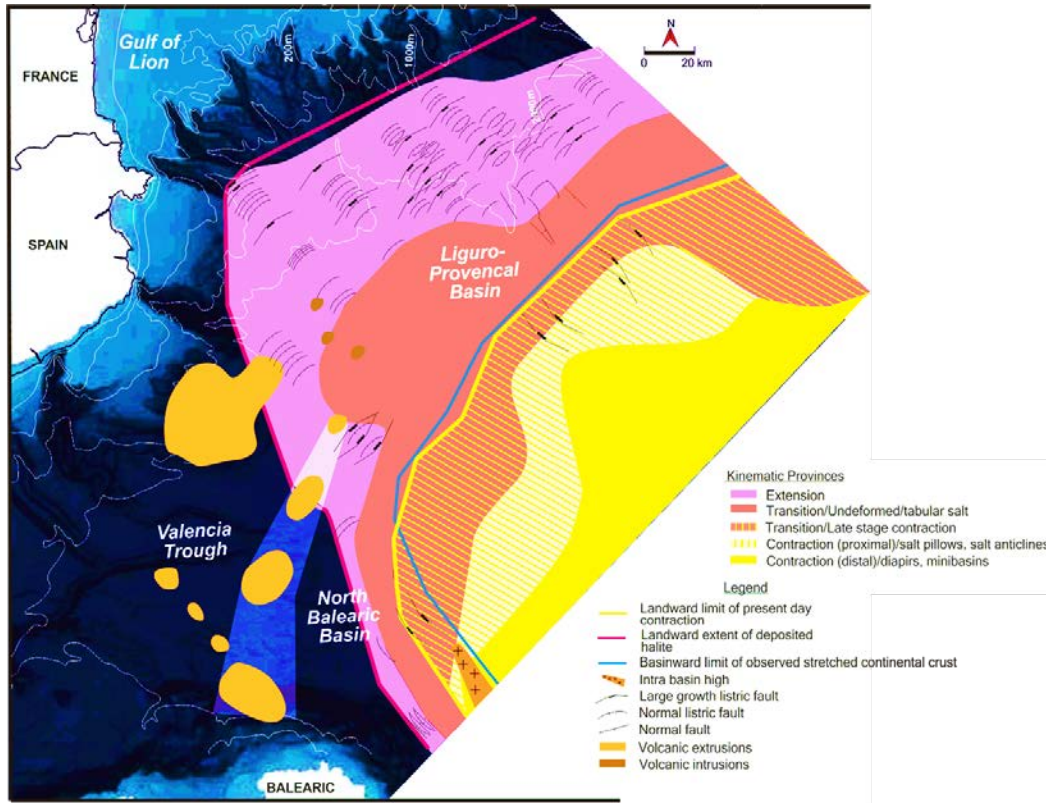 Gulf of
Lion
FRANCE
200m
1000m
N
0 20 km
SPAIN
Liguro-
Provencal
Basin
Valencia
Trough
North
Balearic
Basin
BALEARIC
Kinematic Provinces
Extension
Transition/Undeformed/tabular salt
Transition/Late stage contraction
Contraction (proximal)/salt pillows, salt anticlines
Contraction (distal)/diapirs, minibasins
Legend
Landward limit of present day
contraction
Landward extent of deposited
halite
Basinward limit of observed stretched continental crust
Intra basin high
Large growth listric fault
Normal listric fault
Normal fault
Volcanic extrusions
Volcanic intrusions